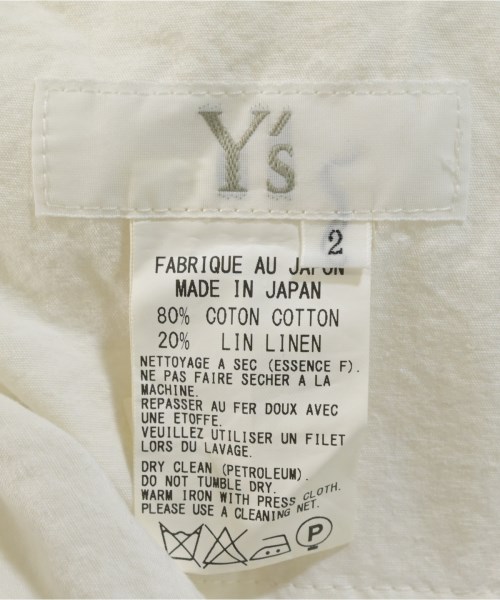 Y's
2
FABRIQUE AU JAPON
MADE IN JAPAN
80% COTON COTTON
20% LIN LINEN
NETTOYAGE A SEC (ESSENCE F).
NE PAS FAIRE SECHER A LA
MACHINE.
REPASSER AU FER DOUX AVEC
UNE ETOFFE.
VEUILLEZ UTILISER UN FILET
LORS DU LAVAGE.
DRY CLEAN (PETROLEUM).
DO NOT TUMBLE DRY.
WARM IRON WITH PRESS CLOTH.
PLEASE USE A CLEANING NET.
P